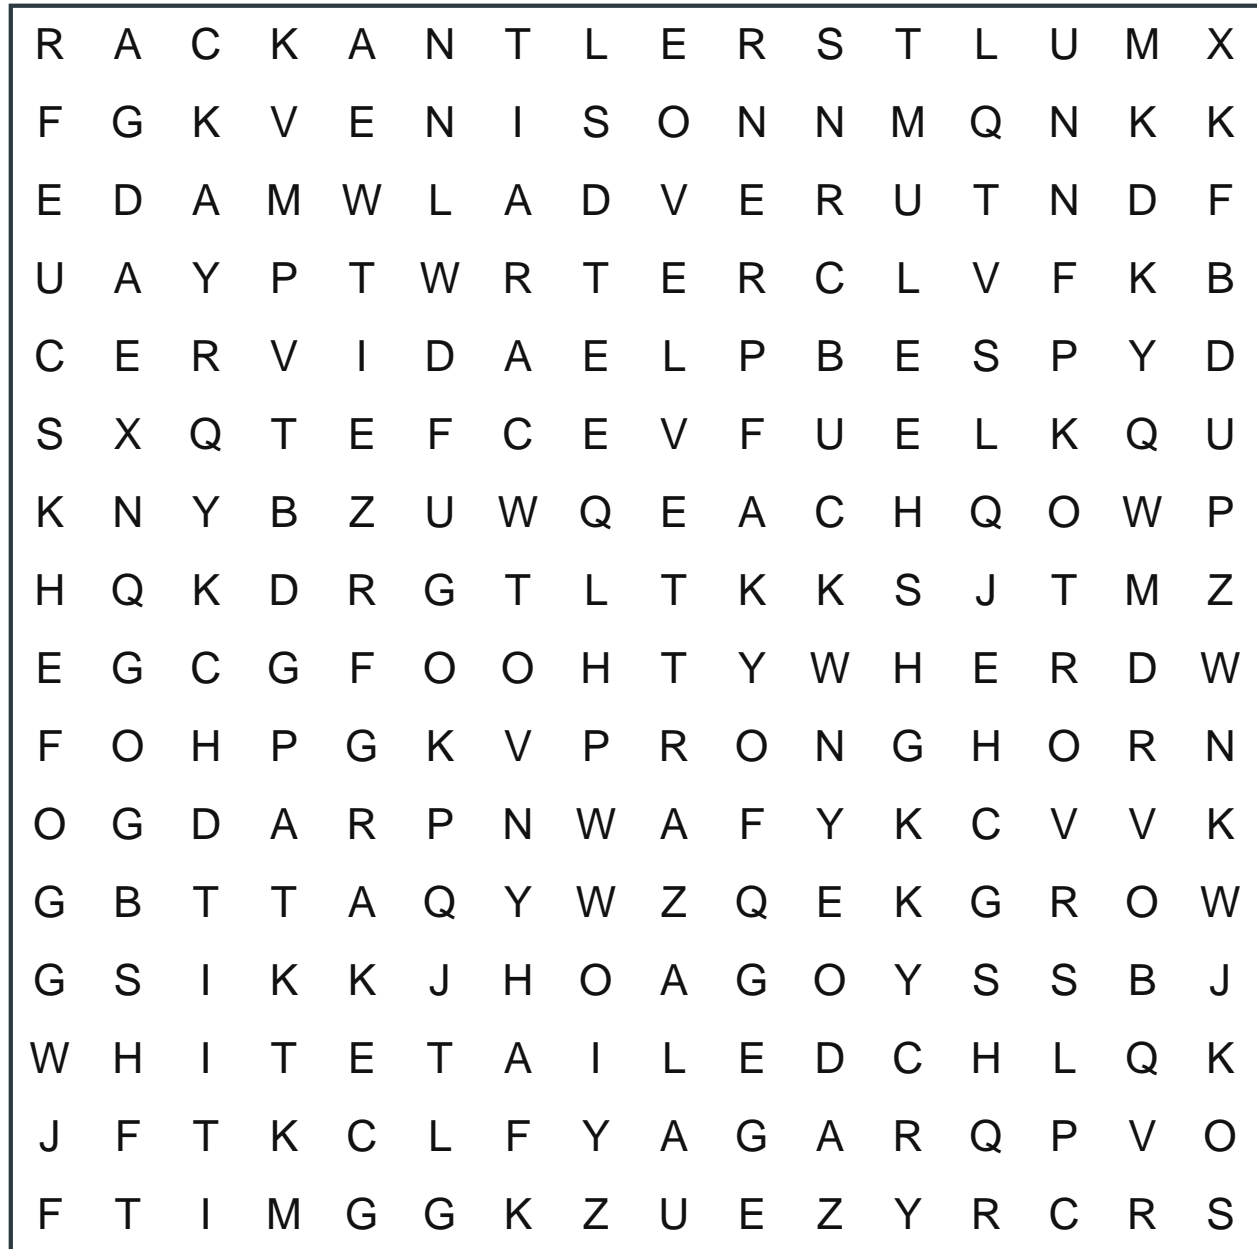 R A C K A N T L E R S T L U M X
F G K V E N I S O N N M Q N K K
E D A M W L A D V E R U T N D F
U A Y P T W R T E R C L V F K B
C E R V I D A E L P B E S P Y D
S X Q T E F C E V F U E L K Q U
K N Y B Z U W Q E A C H Q O W P
H Q K D R G T L T K K S J T M Z
E G C G F O O H T Y W H E R D W
F O H P G K V P R O N G H O R N
O G D A R P N W A F Y K C V V K
G B T T A Q Y W Z Q E K G R O W
G S I K K J H O A G O Y S S B J
W H I T E T A I L E D C H L Q K
J F T K C L F Y A G A R Q P V O
F T I M G G K Z U E Z Y R C R S